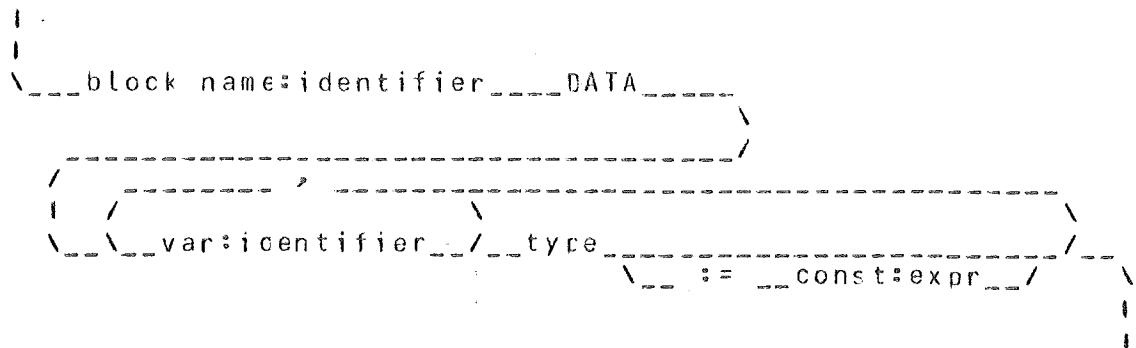 block name:identifier DATA
,
var:identifier type
:= const:expr